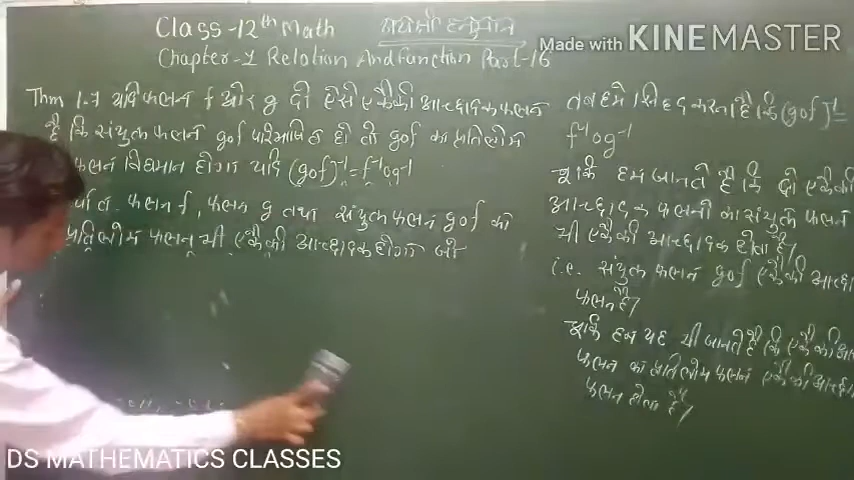 Class-12th Math
जय श्री हनुमान
Chapter-1 Relation And Function Part-16
Made with KINEMASTER
Thm 1.7 यदि फलन f और g दो ऐसे एकैकी आच्छादक फलन
है कि संयुक्त फलन gof परिभाषित हो तो gof का प्रतिलोम
फलन विद्यमान होगा यदि (gof)⁻¹=f⁻¹og⁻¹
फलन f, फलन g तथा संयुक्त फलन gof का
प्रतिलोम फलन भी एकैकी आच्छादक होगा जो
तब हमे सिद्ध करना है कि (gof)⁻¹=
f⁻¹og⁻¹
चूंकि हम जानते है कि दो एकैकी
आच्छादक फलनो का संयुक्त फलन
भी एकैकी आच्छादक होता है।
i.e. संयुक्त फलन gof एकैकी आच्छा
फलन है।
चूंकि हम यह भी जानते है कि एकैकी आ
फलन का प्रतिलोम फलन एकैकी आच्छा
फलन होता है।
DS MATHEMATICS CLASSES